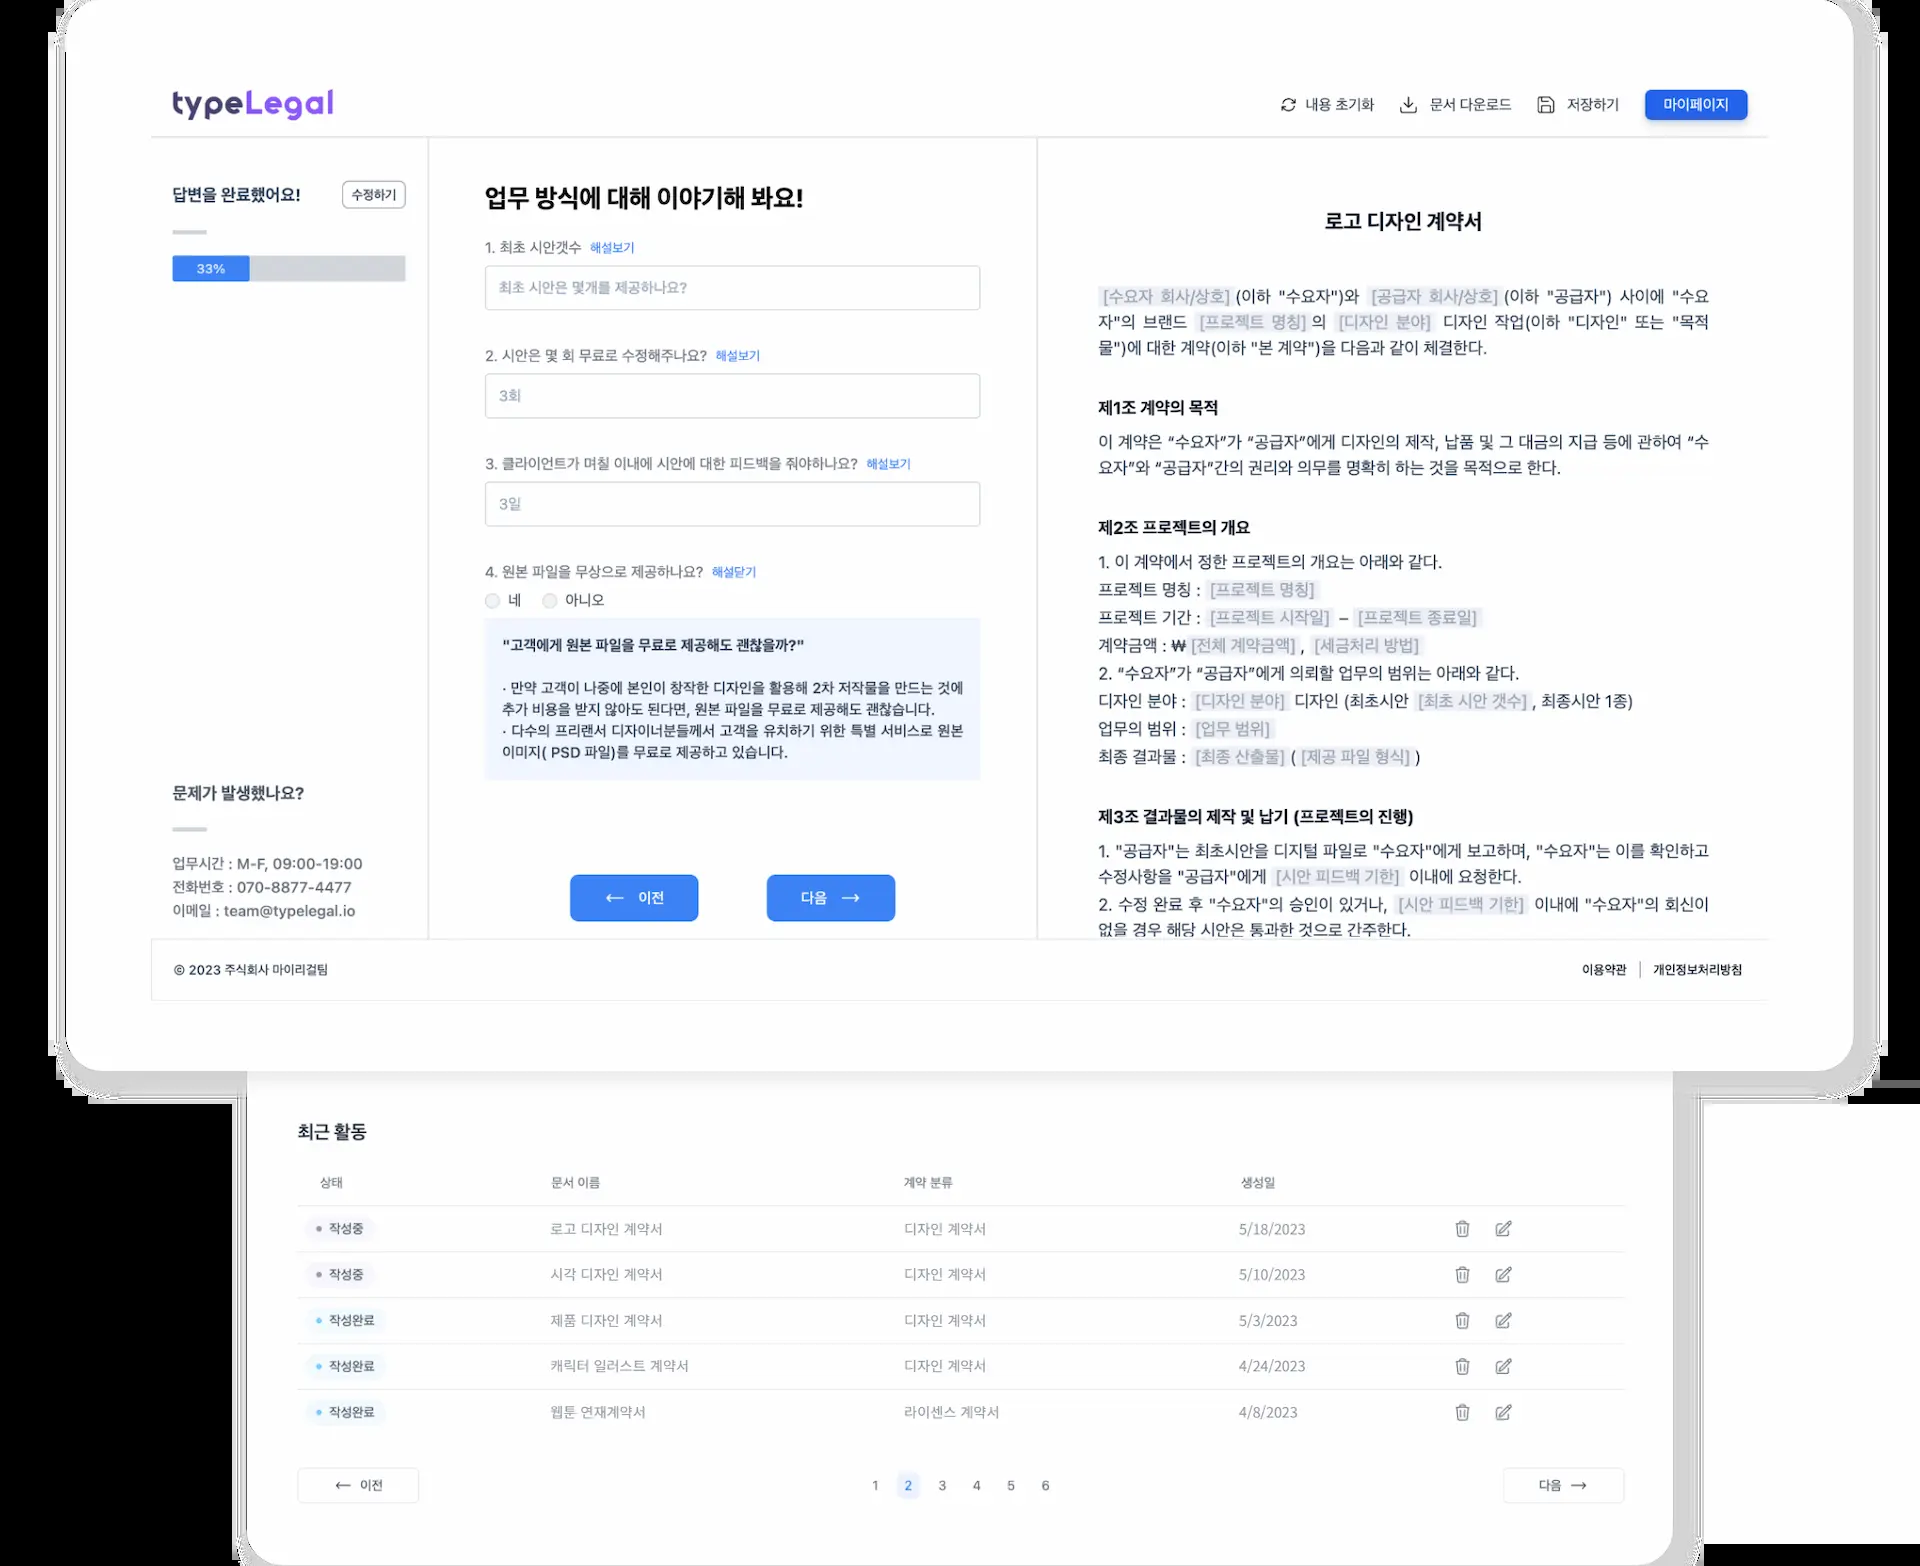 typeLegal
내용 초기화 문서 다운로드 저장하기 마이페이지
답변을 완료했어요! 수정하기
33%
문제가 발생했나요?
업무시간 : M-F, 09:00-19:00
전화번호 : 070-8877-4477
이메일 : team@typelegal.io
업무 방식에 대해 이야기해 봐요!
1. 최초 시안갯수 해설보기
최초 시안은 몇개를 제공하나요?
2. 시안은 몇 회 무료로 수정해주나요? 해설보기
3회
3. 클라이언트가 며칠 이내에 시안에 대한 피드백을 줘야하나요? 해설보기
3일
4. 원본 파일을 무상으로 제공하나요? 해설닫기
네 아니오
"고객에게 원본 파일을 무료로 제공해도 괜찮을까?"
· 만약 고객이 나중에 본인이 창작한 디자인을 활용해 2차 저작물을 만드는 것에
추가 비용을 받지 않아도 된다면, 원본 파일을 무료로 제공해도 괜찮습니다.
· 다수의 프리랜서 디자이너분들께서 고객을 유치하기 위한 특별 서비스로 원본
이미지( PSD 파일)를 무료로 제공하고 있습니다.
← 이전 다음 →
로고 디자인 계약서
[수요자 회사/상호] (이하 "수요자")와 [공급자 회사/상호] (이하 "공급자") 사이에 "수요
자"의 브랜드 [프로젝트 명칭] 의 [디자인 분야] 디자인 작업(이하 "디자인" 또는 "목적
물")에 대한 계약(이하 "본 계약")을 다음과 같이 체결한다.
제1조 계약의 목적
이 계약은 “수요자”가 “공급자”에게 디자인의 제작, 납품 및 그 대금의 지급 등에 관하여 “수
요자”와 “공급자”간의 권리와 의무를 명확히 하는 것을 목적으로 한다.
제2조 프로젝트의 개요
1. 이 계약에서 정한 프로젝트의 개요는 아래와 같다.
프로젝트 명칭 : [프로젝트 명칭]
프로젝트 기간 : [프로젝트 시작일] – [프로젝트 종료일]
계약금액 : ₩ [전체 계약금액] , [세금처리 방법]
2. “수요자”가 “공급자”에게 의뢰할 업무의 범위는 아래와 같다.
디자인 분야 : [디자인 분야] 디자인 (최초시안 [최초 시안 갯수] , 최종시안 1종)
업무의 범위 : [업무 범위]
최종 결과물 : [최종 산출물] ( [제공 파일 형식] )
제3조 결과물의 제작 및 납기 (프로젝트의 진행)
1. "공급자"는 최초시안을 디지털 파일로 "수요자"에게 보고하며, "수요자"는 이를 확인하고
수정사항을 "공급자"에게 [시안 피드백 기한] 이내에 요청한다.
2. 수정 완료 후 "수요자"의 승인이 있거나, [시안 피드백 기한] 이내에 "수요자"의 회신이
없을 경우 해당 시안은 통과한 것으로 간주한다.
© 2023 주식회사 마이리걸팀 이용약관 | 개인정보처리방침
최근 활동
상태 문서 이름 계약 분류 생성일
작성중 로고 디자인 계약서 디자인 계약서 5/18/2023
작성중 시각 디자인 계약서 디자인 계약서 5/10/2023
작성완료 제품 디자인 계약서 디자인 계약서 5/3/2023
작성완료 캐릭터 일러스트 계약서 디자인 계약서 4/24/2023
작성완료 웹툰 연재계약서 라이센스 계약서 4/8/2023
← 이전 1 2 3 4 5 6 다음 →